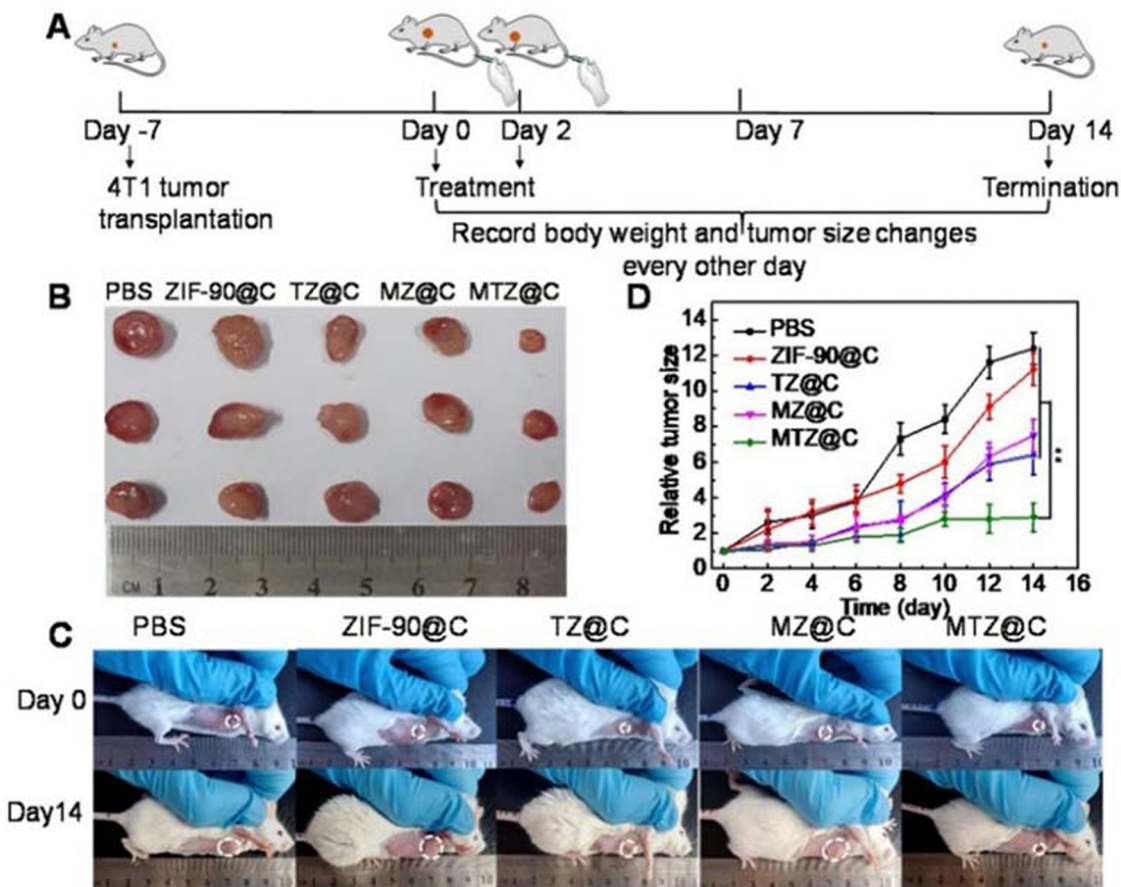 A
Day -7
Day 0
Day 2
Day 7
Day 14
4T1 tumor
transplantation
Treatment
Termination
Record body weight and tumor size changes
every other day
B
PBS ZIF-90@C TZ@C MZ@C MTZ@C
CM 1 2 3 4 5 6 7 8
D
Relative tumor size
14
12
10
8
6
4
2
0
PBS
ZIF-90@C
TZ@C
MZ@C
MTZ@C
**
0 2 4 6 8 10 12 14 16
Time (day)
C
PBS ZIF-90@C TZ@C MZ@C MTZ@C
Day 0
Day14